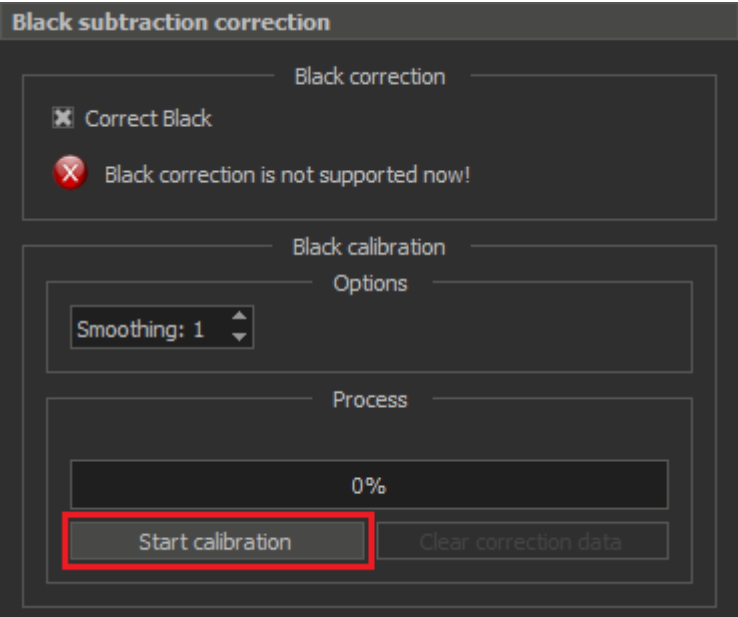 Black subtraction correction
Black correction
Correct Black
Black correction is not supported now!
Black calibration
Options
Smoothing: 1
Process
0%
Start calibration
Clear correction data